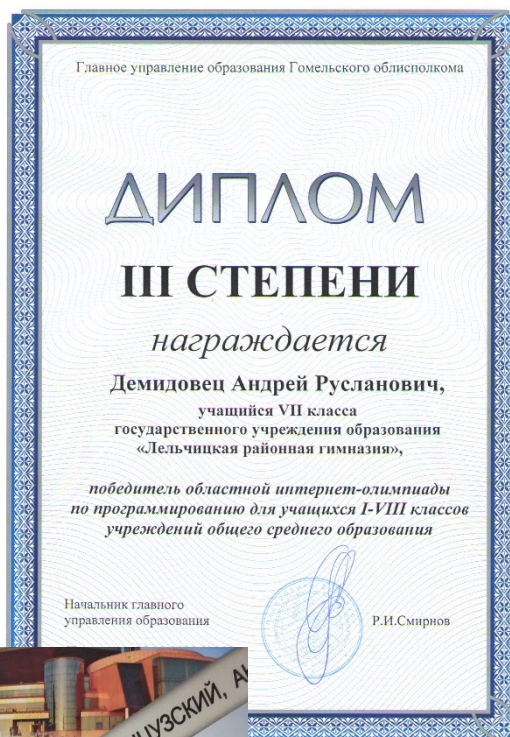 Главное управление образования Гомельского облисполкома
ДИПЛОМ
III СТЕПЕНИ
награждается
Демидовец Андрей Русланович,
учащийся VII класса
государственного учреждения образования
«Лельчицкая районная гимназия»,
победитель областной интернет-олимпиады
по программированию для учащихся I-VIII классов
учреждений общего среднего образования
Начальник главного
управления образования
Р.И.Смирнов